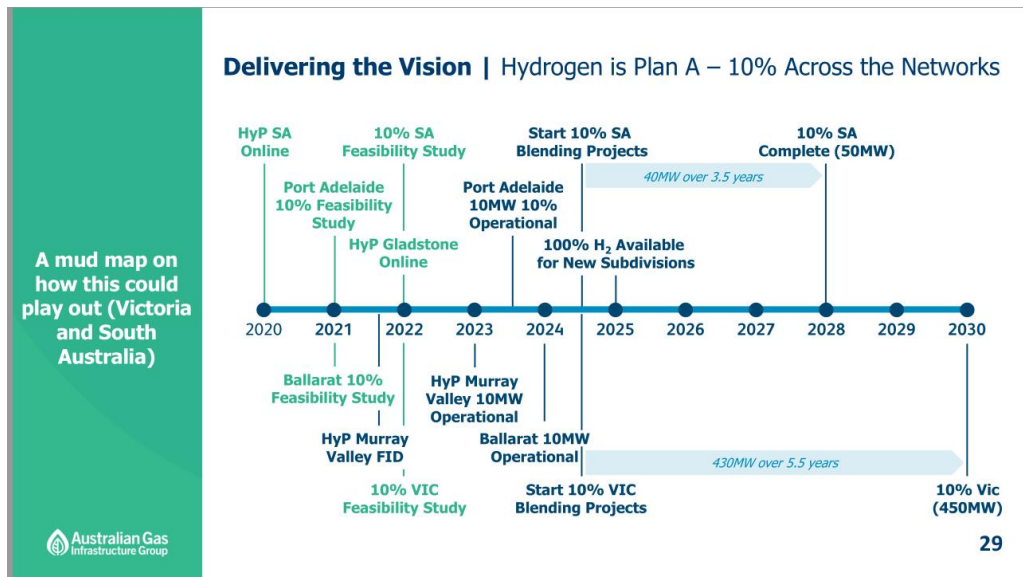 Delivering the Vision | Hydrogen is Plan A – 10% Across the Networks
A mud map on
how this could
play out (Victoria
and South
Australia)
HyP SA
Online
10% SA
Feasibility Study
Start 10% SA
Blending Projects
10% SA
Complete (50MW)
40MW over 3.5 years
Port Adelaide
10% Feasibility
Study
Port Adelaide
10MW 10%
Operational
HyP Gladstone
Online
100% H₂ Available
for New Subdivisions
2020 2021 2022 2023 2024 2025 2026 2027 2028 2029 2030
Ballarat 10%
Feasibility Study
HyP Murray
Valley 10MW
Operational
HyP Murray
Valley FID
Ballarat 10MW
Operational
430MW over 5.5 years
10% VIC
Feasibility Study
Start 10% VIC
Blending Projects
10% Vic
(450MW)
Australian Gas
Infrastructure Group
29